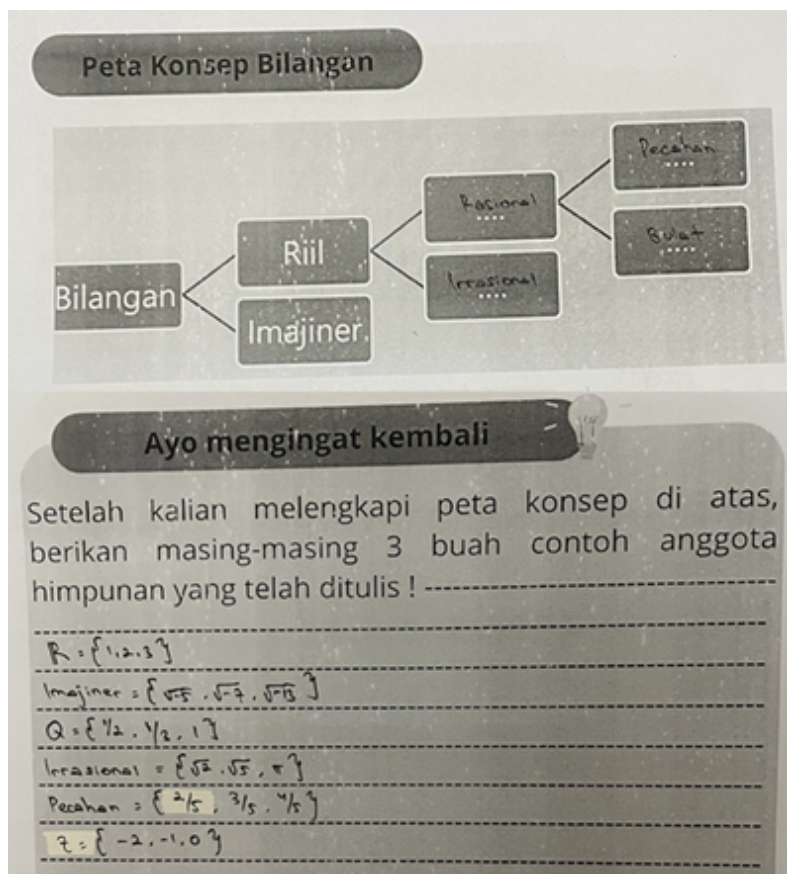 Peta Konsep Bilangan
Pecahan
....
Rasional
....
Riil
Bulat
.....
Bilangan
Irrasional
....
Imajiner
Ayo mengingat kembali
Setelah kalian melengkapi peta konsep di atas,
berikan masing-masing 3 buah contoh anggota
himpunan yang telah ditulis !
R = {1,2,3}
Imajiner = {√-5, √-7, √-13}
Q = {1/2, 1/3, 1}
Irrasional = {√2, √5, π}
Pecahan = {2/5, 3/5, 4/5}
Z = {-2, -1, 0}